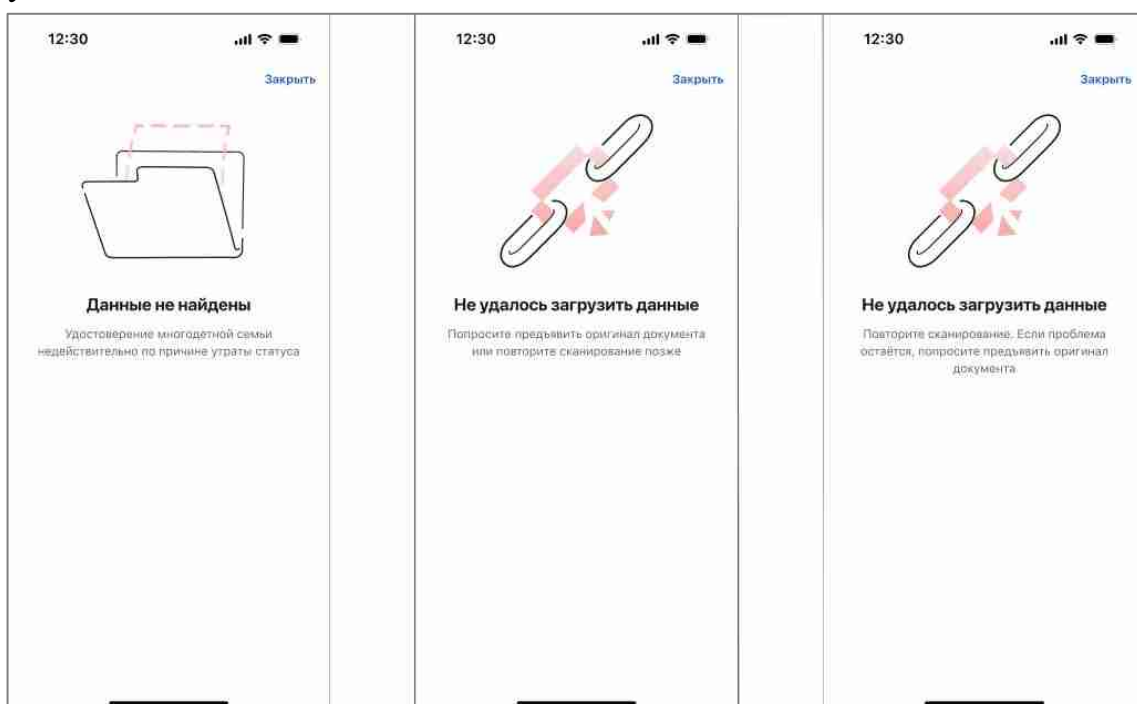 12:30
Закрыть
Данные не найдены
Удостоверение многодетной семьи
недействительно по причине утраты статуса
12:30
Закрыть
Не удалось загрузить данные
Попросите предъявить оригинал документа
или повторите сканирование позже
12:30
Закрыть
Не удалось загрузить данные
Повторите сканирование. Если проблема
остаётся, попросите предъявить оригинал
документа